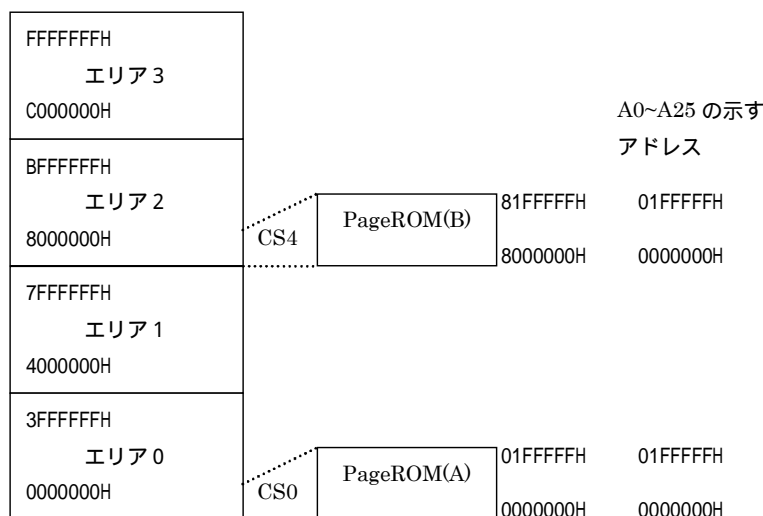 FFFFFFFH
エリア3
C000000H
A0~A25 の示す
アドレス
BFFFFFFH
エリア2
8000000H
CS4
PageROM(B)
81FFFFFH 01FFFFFH
8000000H 0000000H
7FFFFFFH
エリア1
4000000H
3FFFFFFH
エリア0
0000000H
CS0
PageROM(A)
01FFFFFH 01FFFFFH
0000000H 0000000H